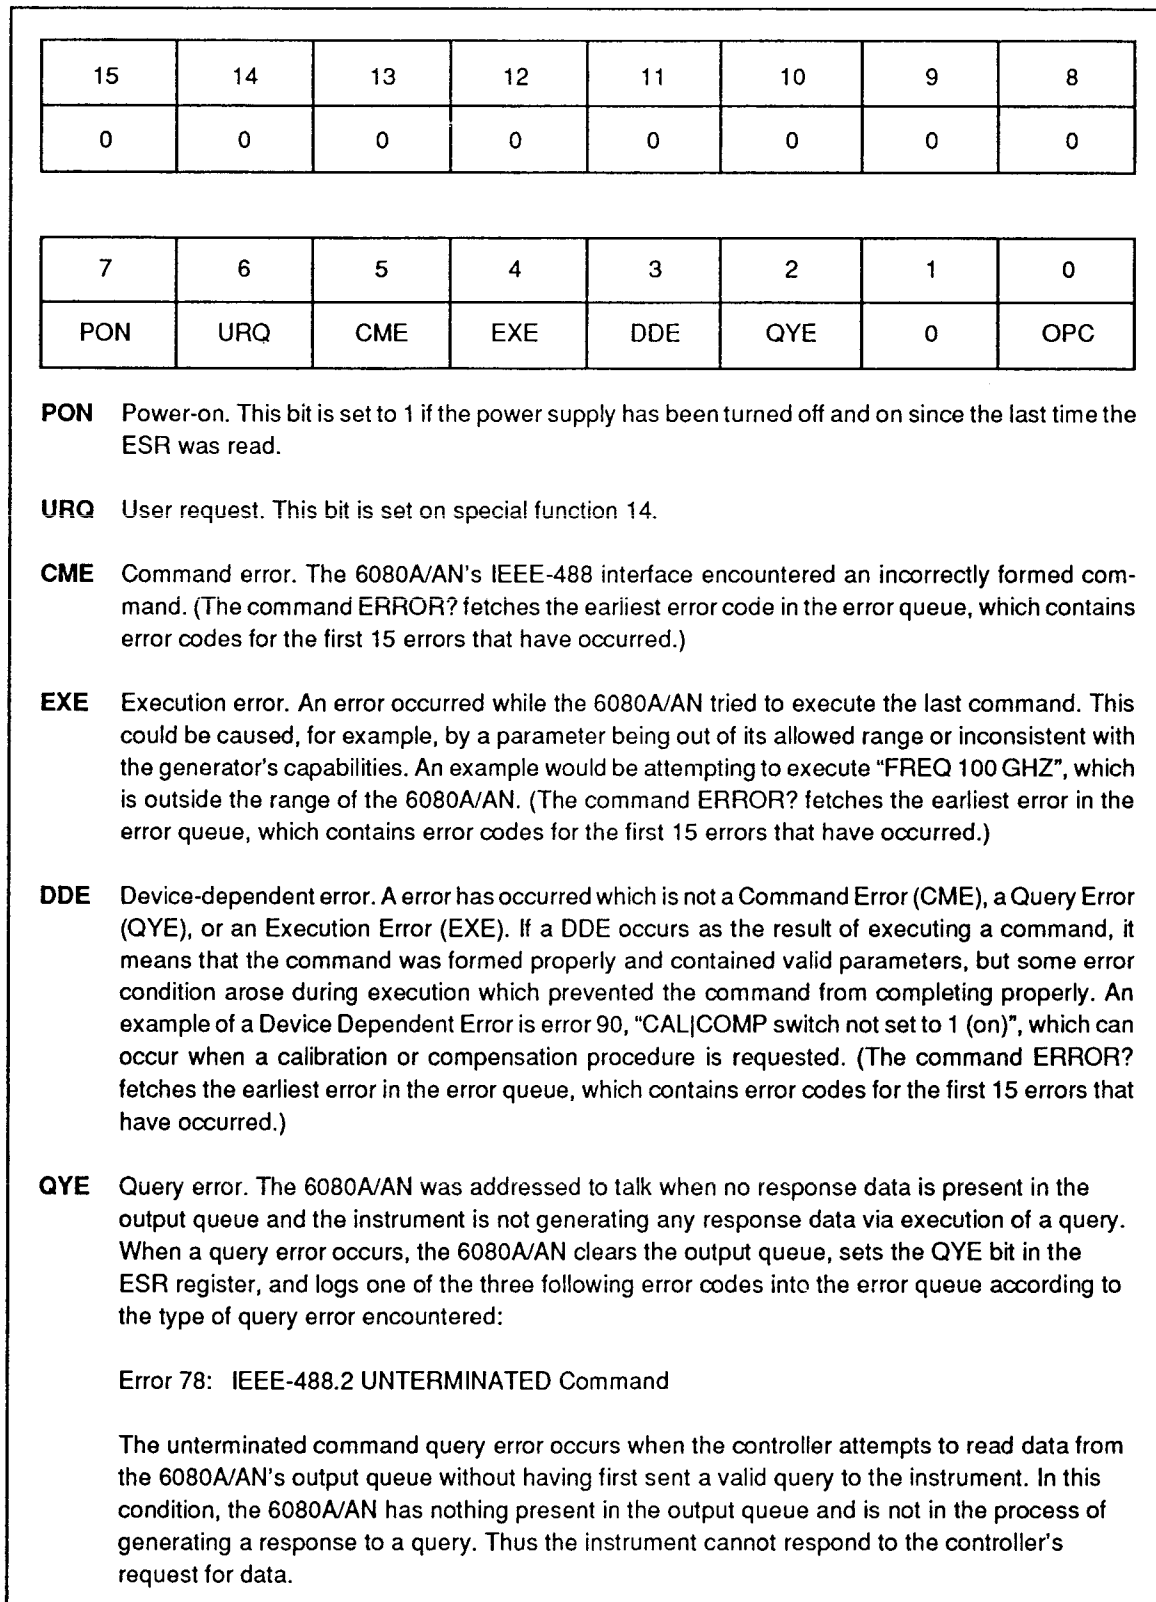 15 14 13 12 11 10 9 8
0 0 0 0 0 0 0 0
7 6 5 4 3 2 1 0
PON URQ CME EXE DDE QYE 0 OPC
PON Power-on. This bit is set to 1 if the power supply has been turned off and on since the last time the
ESR was read.
URQ User request. This bit is set on special function 14.
CME Command error. The 6080A/AN's IEEE-488 interface encountered an incorrectly formed com-
mand. (The command ERROR? fetches the earliest error code in the error queue, which contains
error codes for the first 15 errors that have occurred.)
EXE Execution error. An error occurred while the 6080A/AN tried to execute the last command. This
could be caused, for example, by a parameter being out of its allowed range or inconsistent with
the generator's capabilities. An example would be attempting to execute “FREQ 100 GHZ”, which
is outside the range of the 6080A/AN. (The command ERROR? fetches the earliest error in the
error queue, which contains error codes for the first 15 errors that have occurred.)
DDE Device-dependent error. A error has occurred which is not a Command Error (CME), a Query Error
(QYE), or an Execution Error (EXE). If a DDE occurs as the result of executing a command, it
means that the command was formed properly and contained valid parameters, but some error
condition arose during execution which prevented the command from completing properly. An
example of a Device Dependent Error is error 90, “CAL|COMP switch not set to 1 (on)”, which can
occur when a calibration or compensation procedure is requested. (The command ERROR?
fetches the earliest error in the error queue, which contains error codes for the first 15 errors that
have occurred.)
QYE Query error. The 6080A/AN was addressed to talk when no response data is present in the
output queue and the instrument is not generating any response data via execution of a query.
When a query error occurs, the 6080A/AN clears the output queue, sets the QYE bit in the
ESR register, and logs one of the three following error codes into the error queue according to
the type of query error encountered:
Error 78: IEEE-488.2 UNTERMINATED Command
The unterminated command query error occurs when the controller attempts to read data from
the 6080A/AN's output queue without having first sent a valid query to the instrument. In this
condition, the 6080A/AN has nothing present in the output queue and is not in the process of
generating a response to a query. Thus the instrument cannot respond to the controller's
request for data.